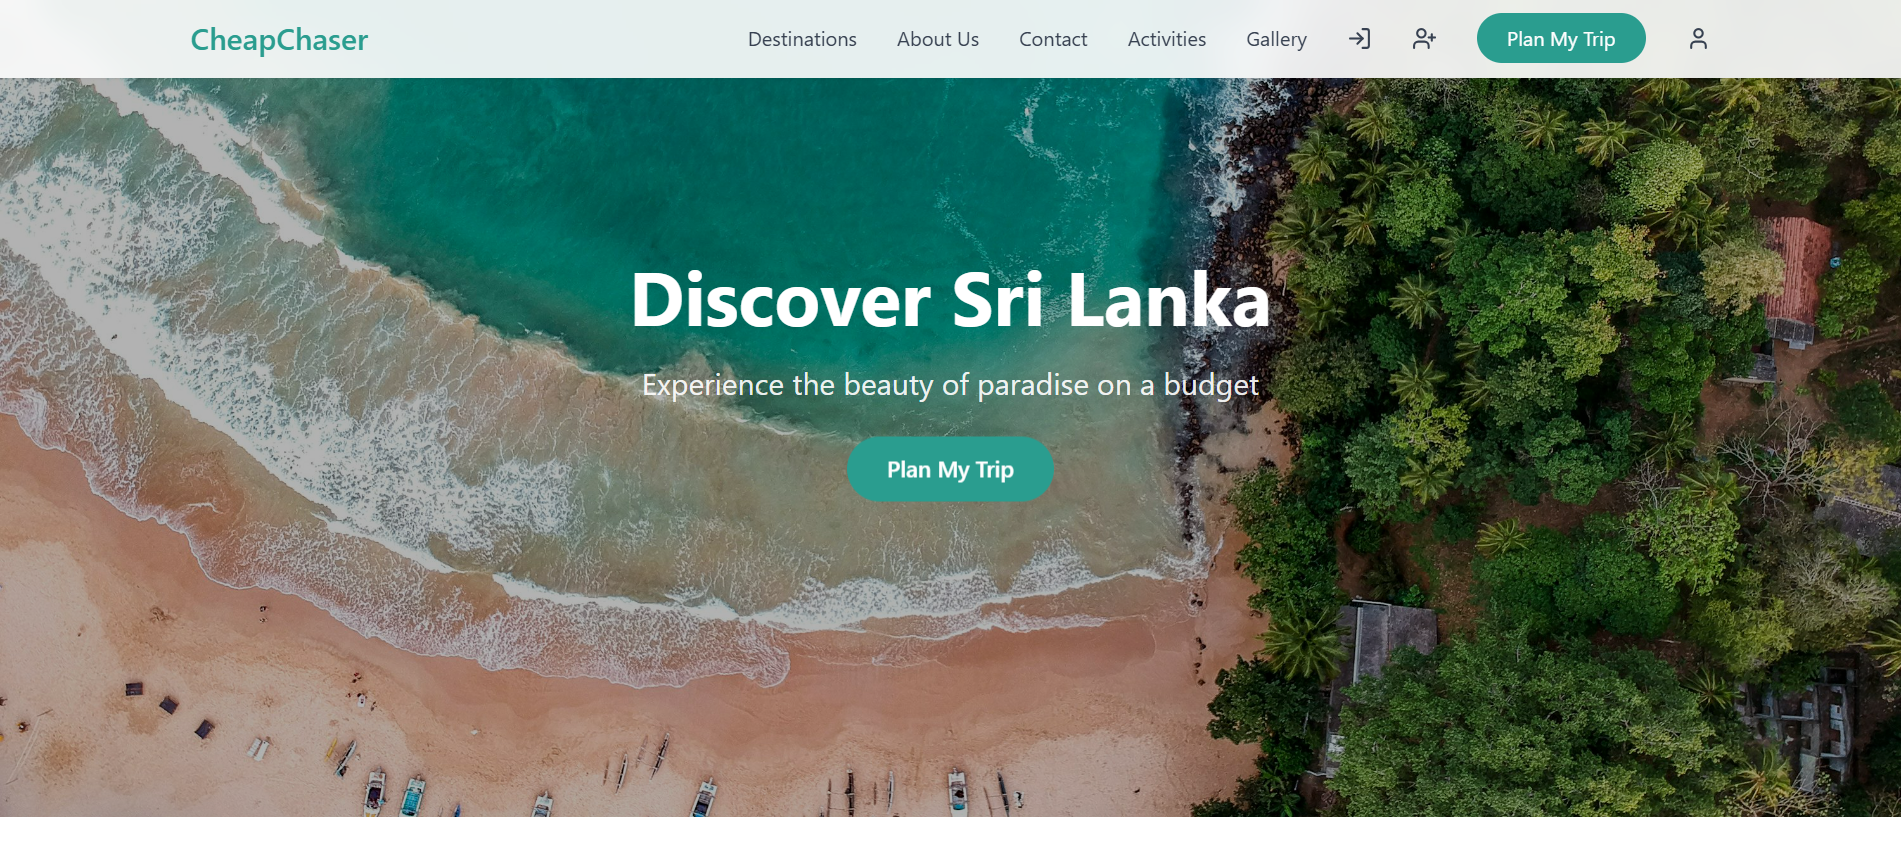 CheapChaser
Destinations About Us Contact Activities Gallery Plan My Trip
Discover Sri Lanka
Experience the beauty of paradise on a budget
Plan My Trip